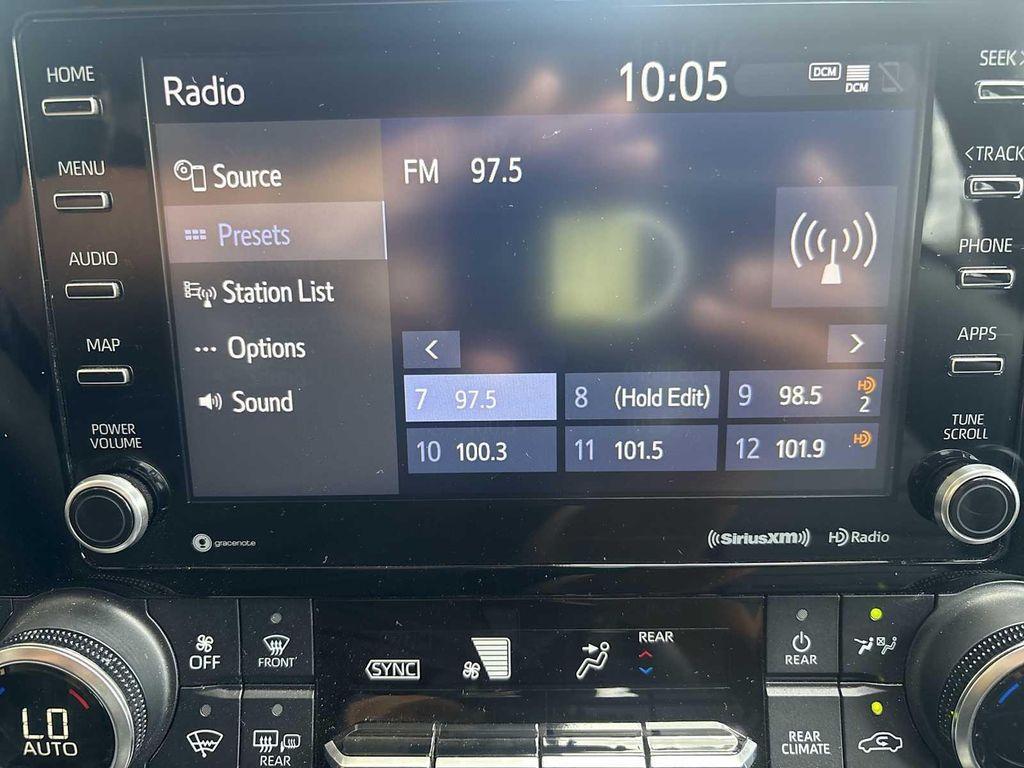 HOME
MENU
AUDIO
MAP
POWER
VOLUME
Radio
10:05
DCM
DCM
Source
Presets
Station List
Options
Sound
FM 97.5
<
>
7 97.5
8 (Hold Edit)
9 98.5 HD 2
10 100.3
11 101.5
12 101.9 HD
SEEK>
<TRACK
PHONE
APPS
TUNE
SCROLL
gracenote
SiriusXM
HD Radio
LO
AUTO
OFF
FRONT
REAR
SYNC
REAR
REAR
REAR
CLIMATE